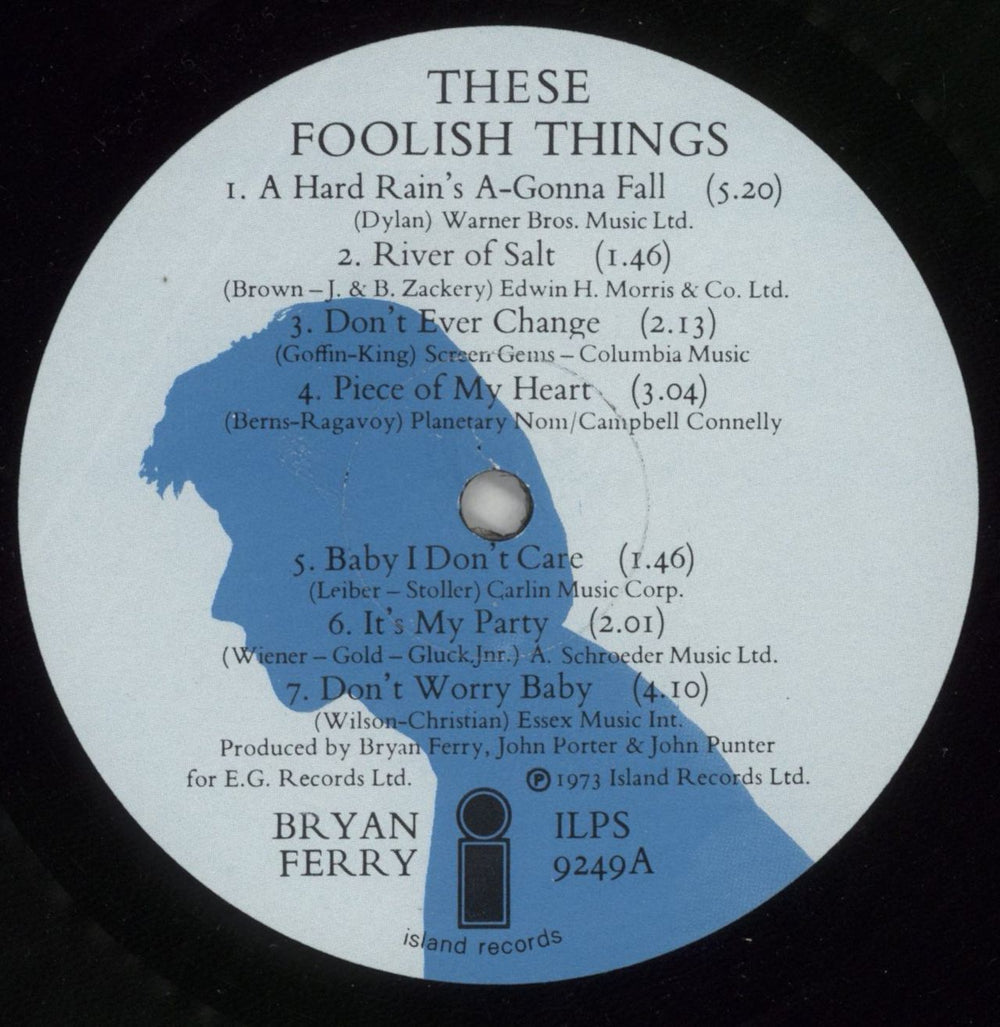 THESE
FOOLISH THINGS
1. A Hard Rain's A-Gonna Fall (5.20)
(Dylan) Warner Bros. Music Ltd.
2. River of Salt (1.46)
(Brown – J. & B. Zackery) Edwin H. Morris & Co. Ltd.
3. Don't Ever Change (2.13)
(Goffin-King) Screen Gems – Columbia Music
4. Piece of My Heart (3.04)
(Berns-Ragavoy) Planetary Nom/Campbell Connelly
5. Baby I Don't Care (1.46)
(Leiber – Stoller) Carlin Music Corp.
6. It's My Party (2.01)
(Wiener – Gold – Gluck.Jnr.) A. Schroeder Music Ltd.
7. Don't Worry Baby (4.10)
(Wilson-Christian) Essex Music Int.
Produced by Bryan Ferry, John Porter & John Punter
for E.G. Records Ltd. ℗ 1973 Island Records Ltd.
BRYAN ILPS
FERRY 9249A
island records